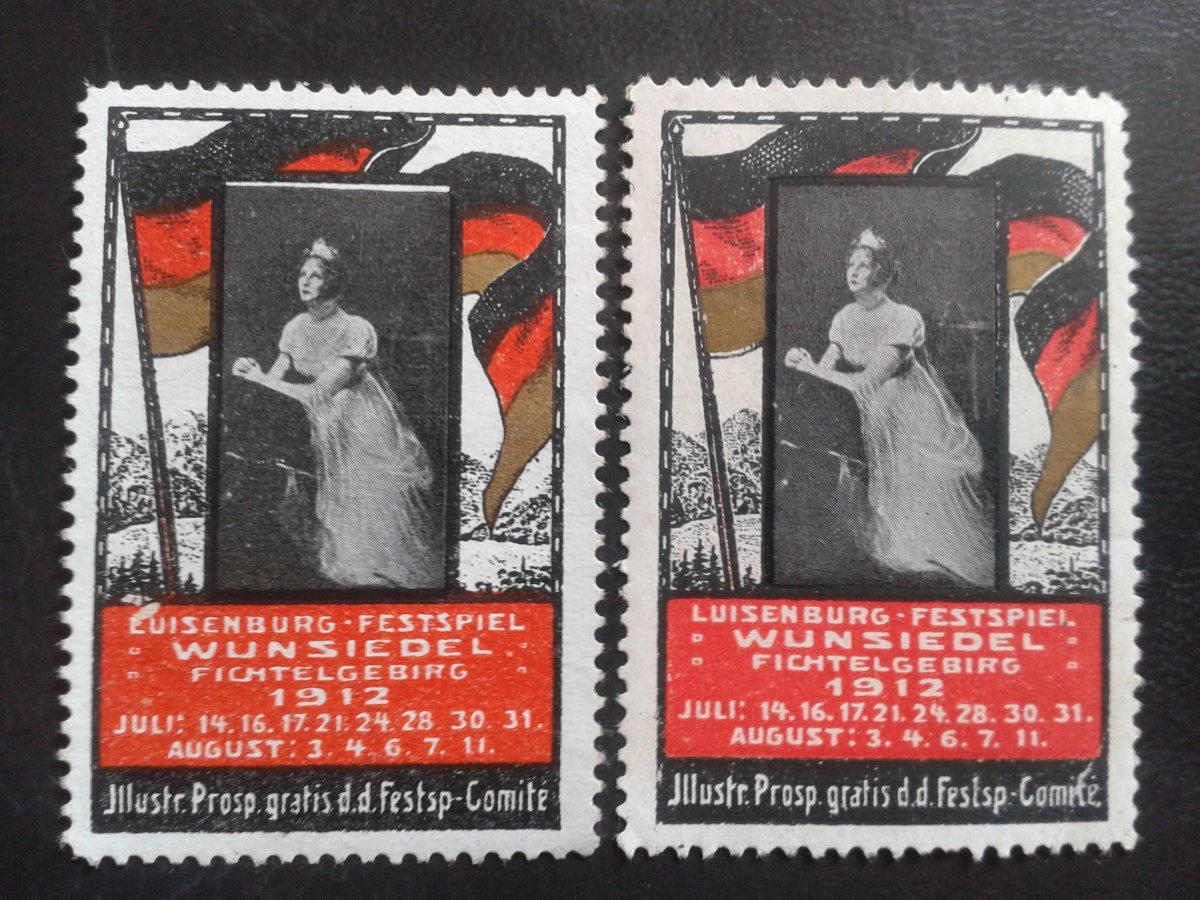 LUISENBURG-FESTSPIEL
WUNSIEDEL
FICHTELGEBIRG
1912
JULI: 14. 16. 17. 21. 24. 28. 30. 31.
AUGUST: 3. 4. 6. 7. 11.
Jllustr. Prosp. gratis d.d. Festsp.-Comité
LUISENBURG-FESTSPIEL
WUNSIEDEL
FICHTELGEBIRG
1912
JULI: 14. 16. 17. 21. 24. 28. 30. 31.
AUGUST: 3. 4. 6. 7. 11.
Jllustr. Prosp. gratis d.d. Festsp.-Comité